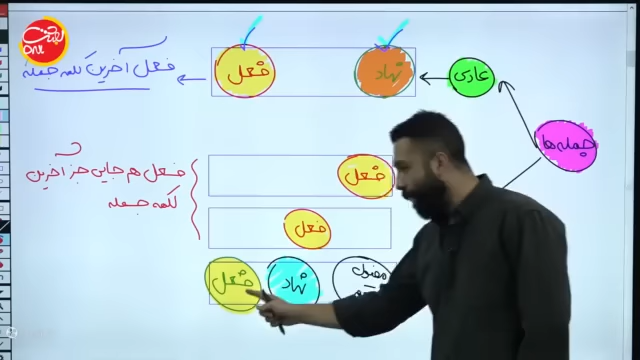 جمله ها
عادی
نهاد
فعل
فعل آخرین کلمه جمله
فعل
فعل هم جایی جز آخرین
کلمه جمله
فعل
نهاد
فعل
ONE